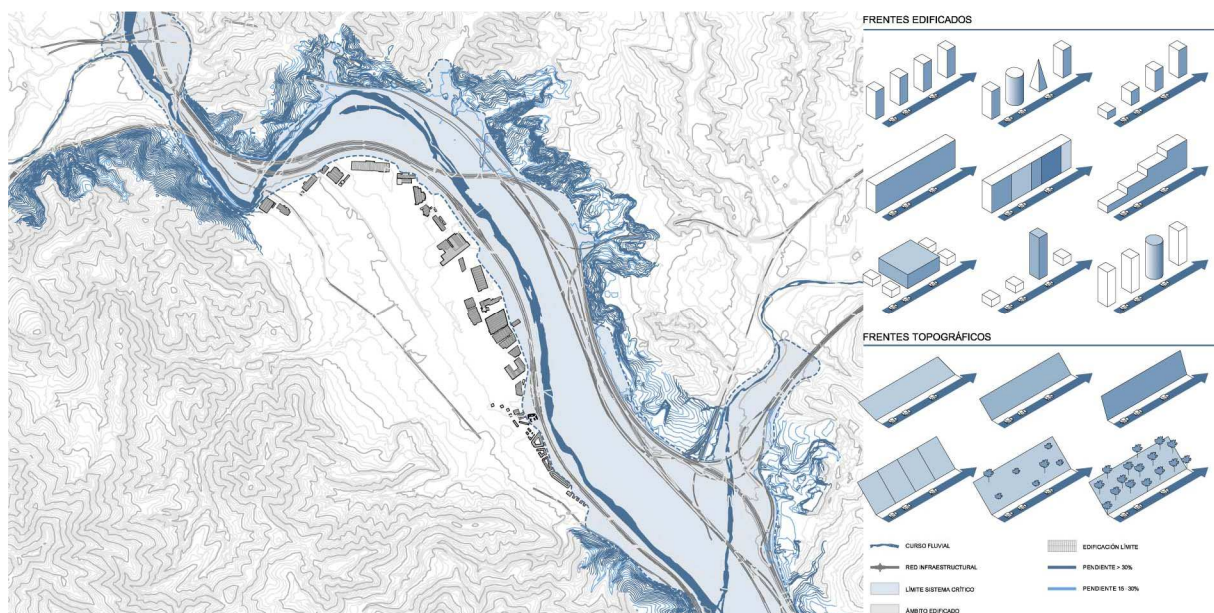 FRENTES EDIFICADOS
FRENTES TOPOGRÁFICOS
CURSO FLUVIAL
RED INFRAESTRUCTURAL
LÍMITE SISTEMA CRÍTICO
ÁMBITO EDIFICADO
EDIFICACIÓN LÍMITE
PENDIENTE > 30%
PENDIENTE 15 - 30%